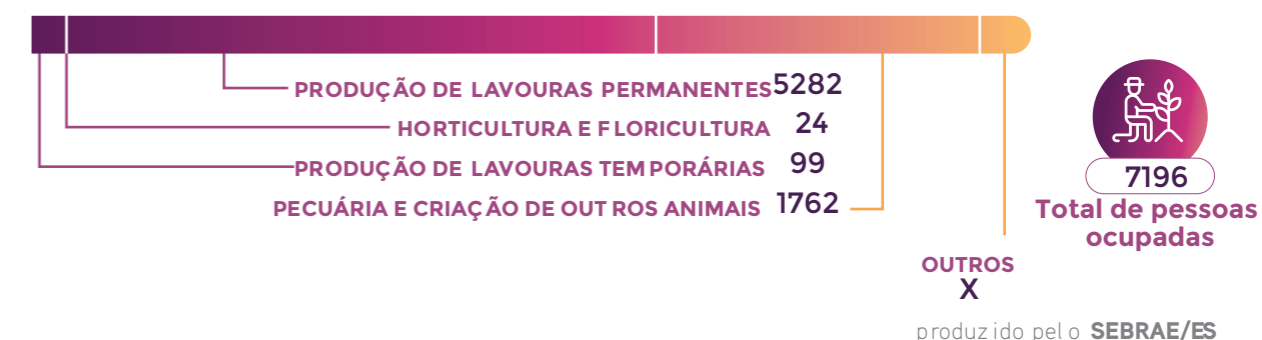 PRODUÇÃO DE LAVOURAS PERMANENTES 5282
HORTICULTURA E FLORICULTURA 24
PRODUÇÃO DE LAVOURAS TEMPORÁRIAS 99
PECUÁRIA E CRIAÇÃO DE OUTROS ANIMAIS 1762
OUTROS
X
7196
Total de pessoas
ocupadas
produzido pelo SEBRAE/ES